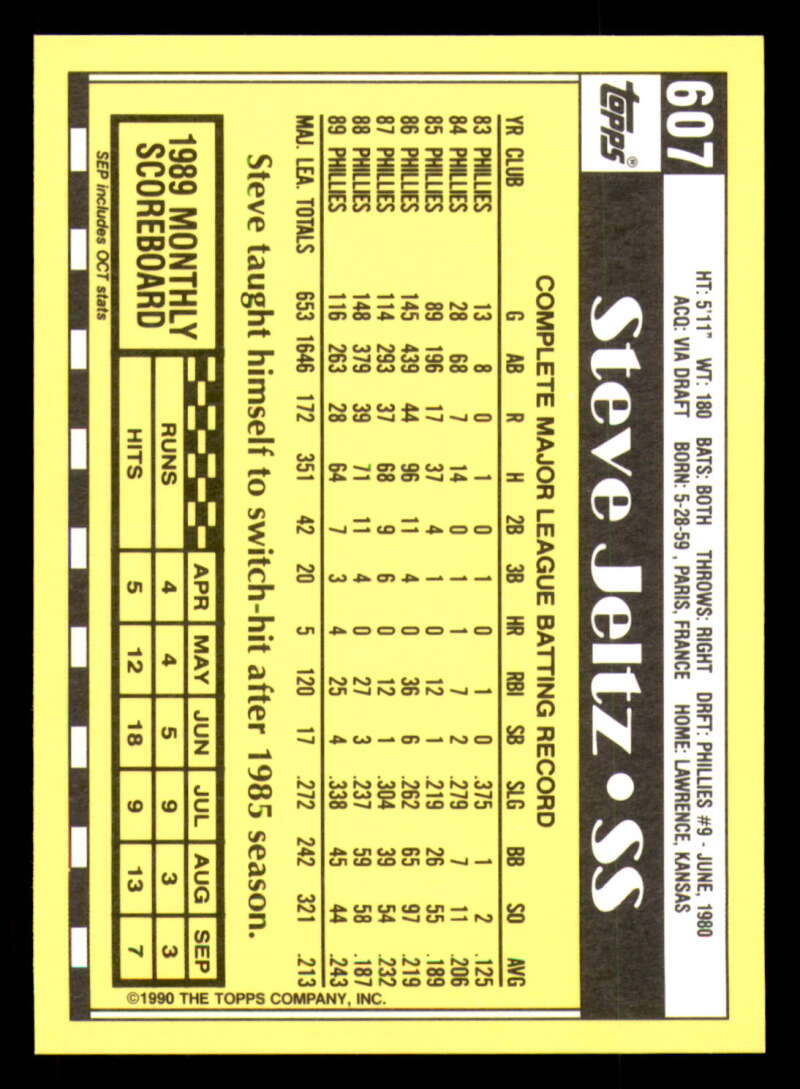 607
HT: 5'11" WT: 180 BATS: BOTH THROWS: RIGHT DRFT: PHILLIES #9 - JUNE, 1980
ACQ: VIA DRAFT BORN: 5-28-59 , PARIS, FRANCE HOME: LAWRENCE, KANSAS
TOPPS®
Steve Jeltz • SS
COMPLETE MAJOR LEAGUE BATTING RECORD
YR CLUB G AB R H 2B 3B HR RBI SB SLG BB SO AVG
83 PHILLIES 13 8 0 1 0 1 0 1 0 .375 1 2 .125
84 PHILLIES 28 68 7 14 0 1 1 7 2 .279 7 11 .206
85 PHILLIES 89 196 17 37 4 1 0 12 1 .219 26 55 .189
86 PHILLIES 145 439 44 96 11 4 0 36 6 .262 65 97 .219
87 PHILLIES 114 293 37 68 9 6 0 12 1 .304 39 54 .232
88 PHILLIES 148 379 39 71 11 4 0 27 3 .237 59 58 .187
89 PHILLIES 116 263 28 64 7 3 4 25 4 .338 45 44 .243
MAJ. LEA. TOTALS 653 1646 172 351 42 20 5 120 17 .272 242 321 .213
Steve taught himself to switch-hit after 1985 season.
1989 MONTHLY
SCOREBOARD
APR MAY JUN JUL AUG SEP
RUNS 4 4 5 9 3 3
HITS 5 12 18 9 13 7
SEP includes OCT stats
©1990 THE TOPPS COMPANY, INC.